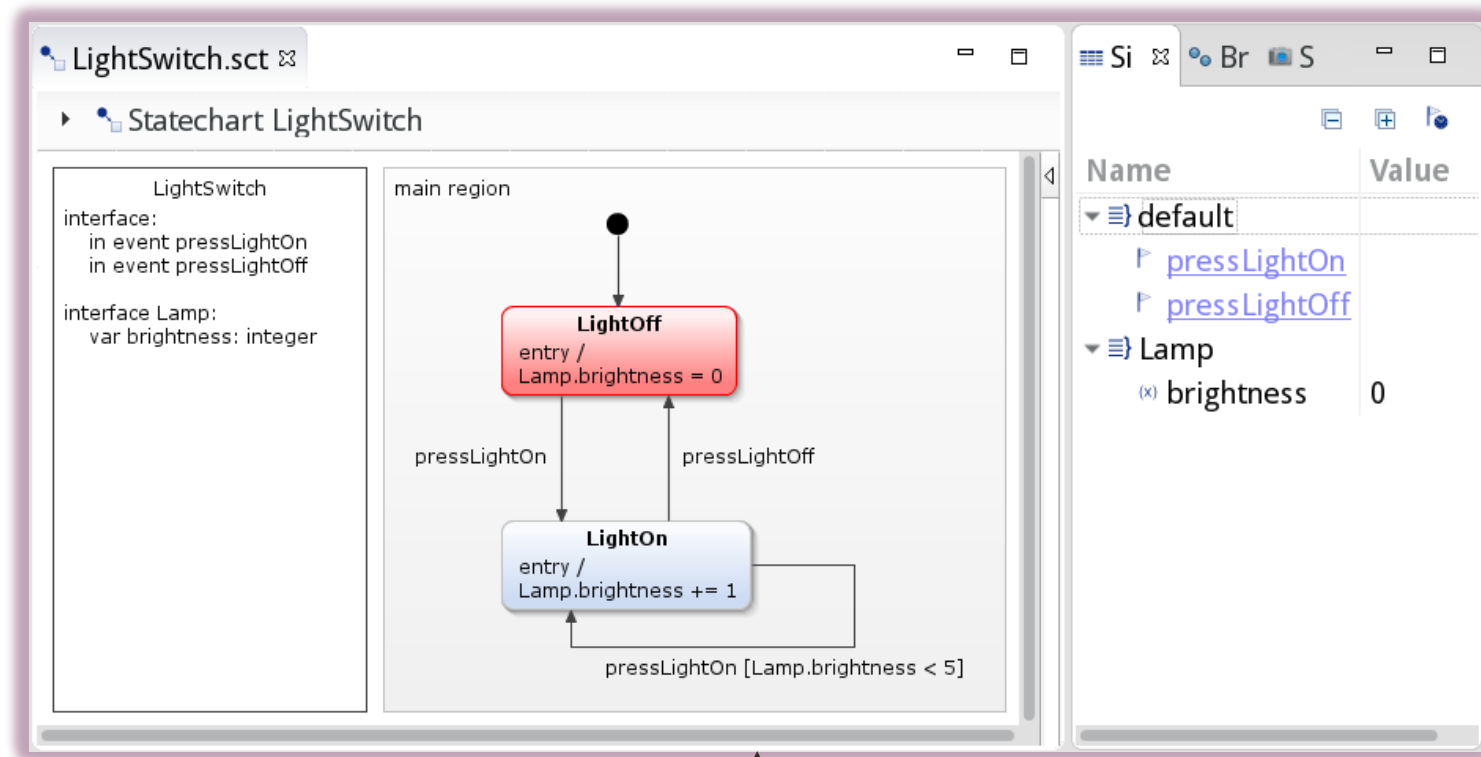 LightSwitch.sct
Si Br S
Statechart LightSwitch
Name Value
LightSwitch
interface:
in event pressLightOn
in event pressLightOff
interface Lamp:
var brightness: integer
main region
LightOff
entry /
Lamp.brightness = 0
pressLightOn
pressLightOff
LightOn
entry /
Lamp.brightness += 1
pressLightOn [Lamp.brightness < 5]
default
pressLightOn
pressLightOff
Lamp
(x) brightness 0